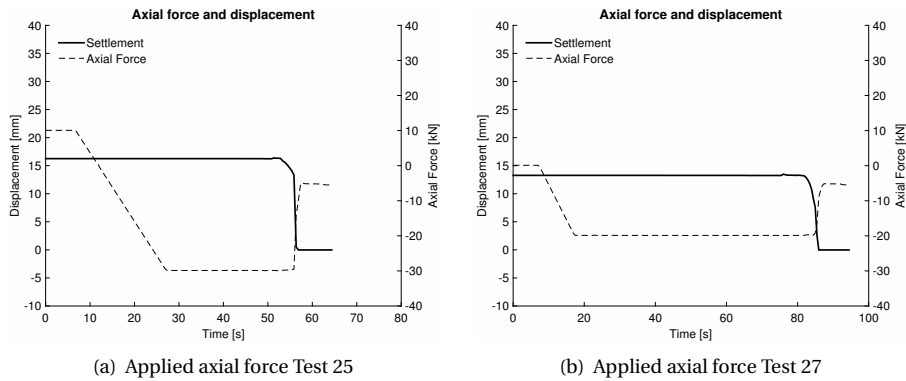 Axial force and displacement
40
35
30
25
20
15
10
5
0
-5
-10
Displacement [mm]
Settlement
Axial Force
40
30
20
10
0
-10
-20
-30
-40
Axial Force [kN]
0 10 20 30 40 50 60 70 80
Time [s]
(a) Applied axial force Test 25
Axial force and displacement
40
35
30
25
20
15
10
5
0
-5
-10
Displacement [mm]
Settlement
Axial Force
40
30
20
10
0
-10
-20
-30
-40
Axial Force [kN]
0 20 40 60 80 100
Time [s]
(b) Applied axial force Test 27